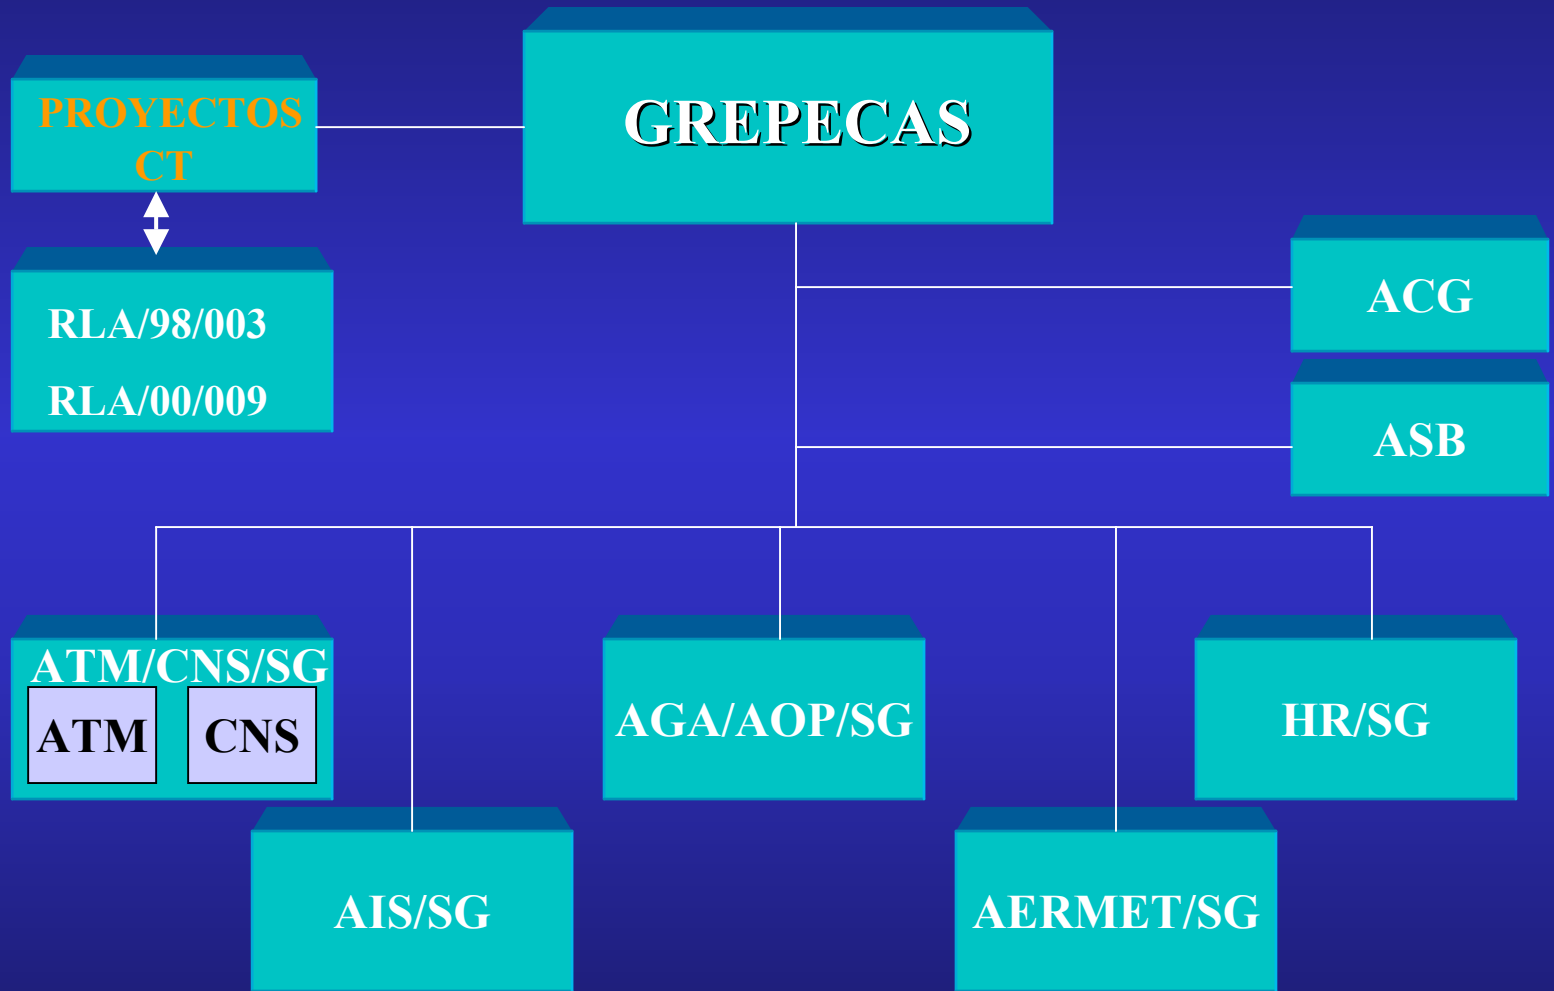 GREPECAS
PROYECTOS
CT
RLA/98/003
RLA/00/009
ACG
ASB
ATM/CNS/SG
ATM
CNS
AGA/AOP/SG
HR/SG
AIS/SG
AERMET/SG